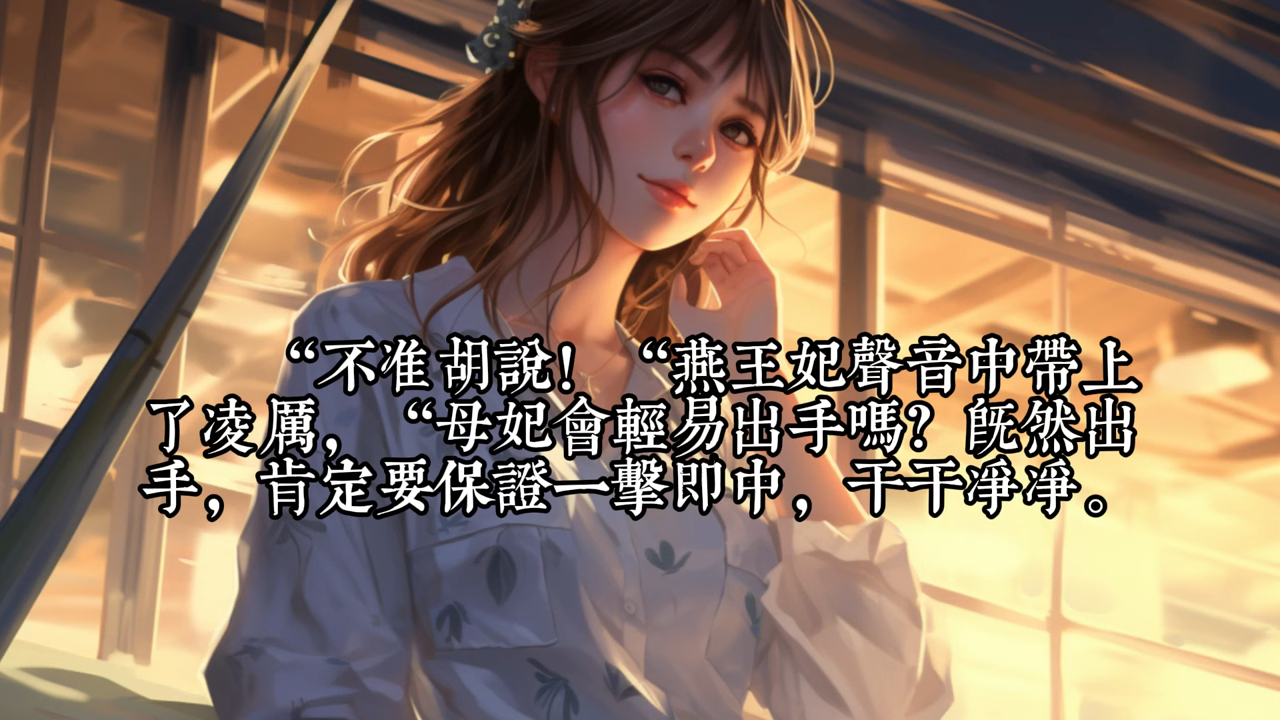 “不准胡說！“燕王妃聲音中帶上
了凌厲，“母妃會輕易出手嗎？既然出
手，肯定要保證一擊即中，干干凈凈。